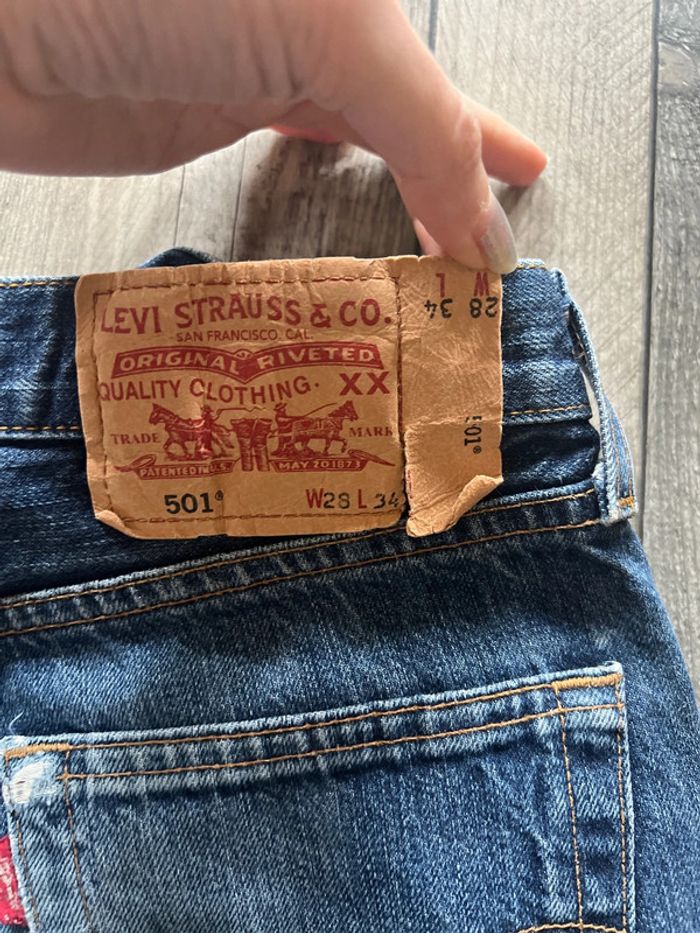 LEVI STRAUSS & CO.
SAN FRANCISCO, CAL.
ORIGINAL RIVETED
QUALITY CLOTHING. XX
TRADE MARK
PATENTED IN U.S. MAY 20 1873
501® W28 L34
W L
28 34
501®